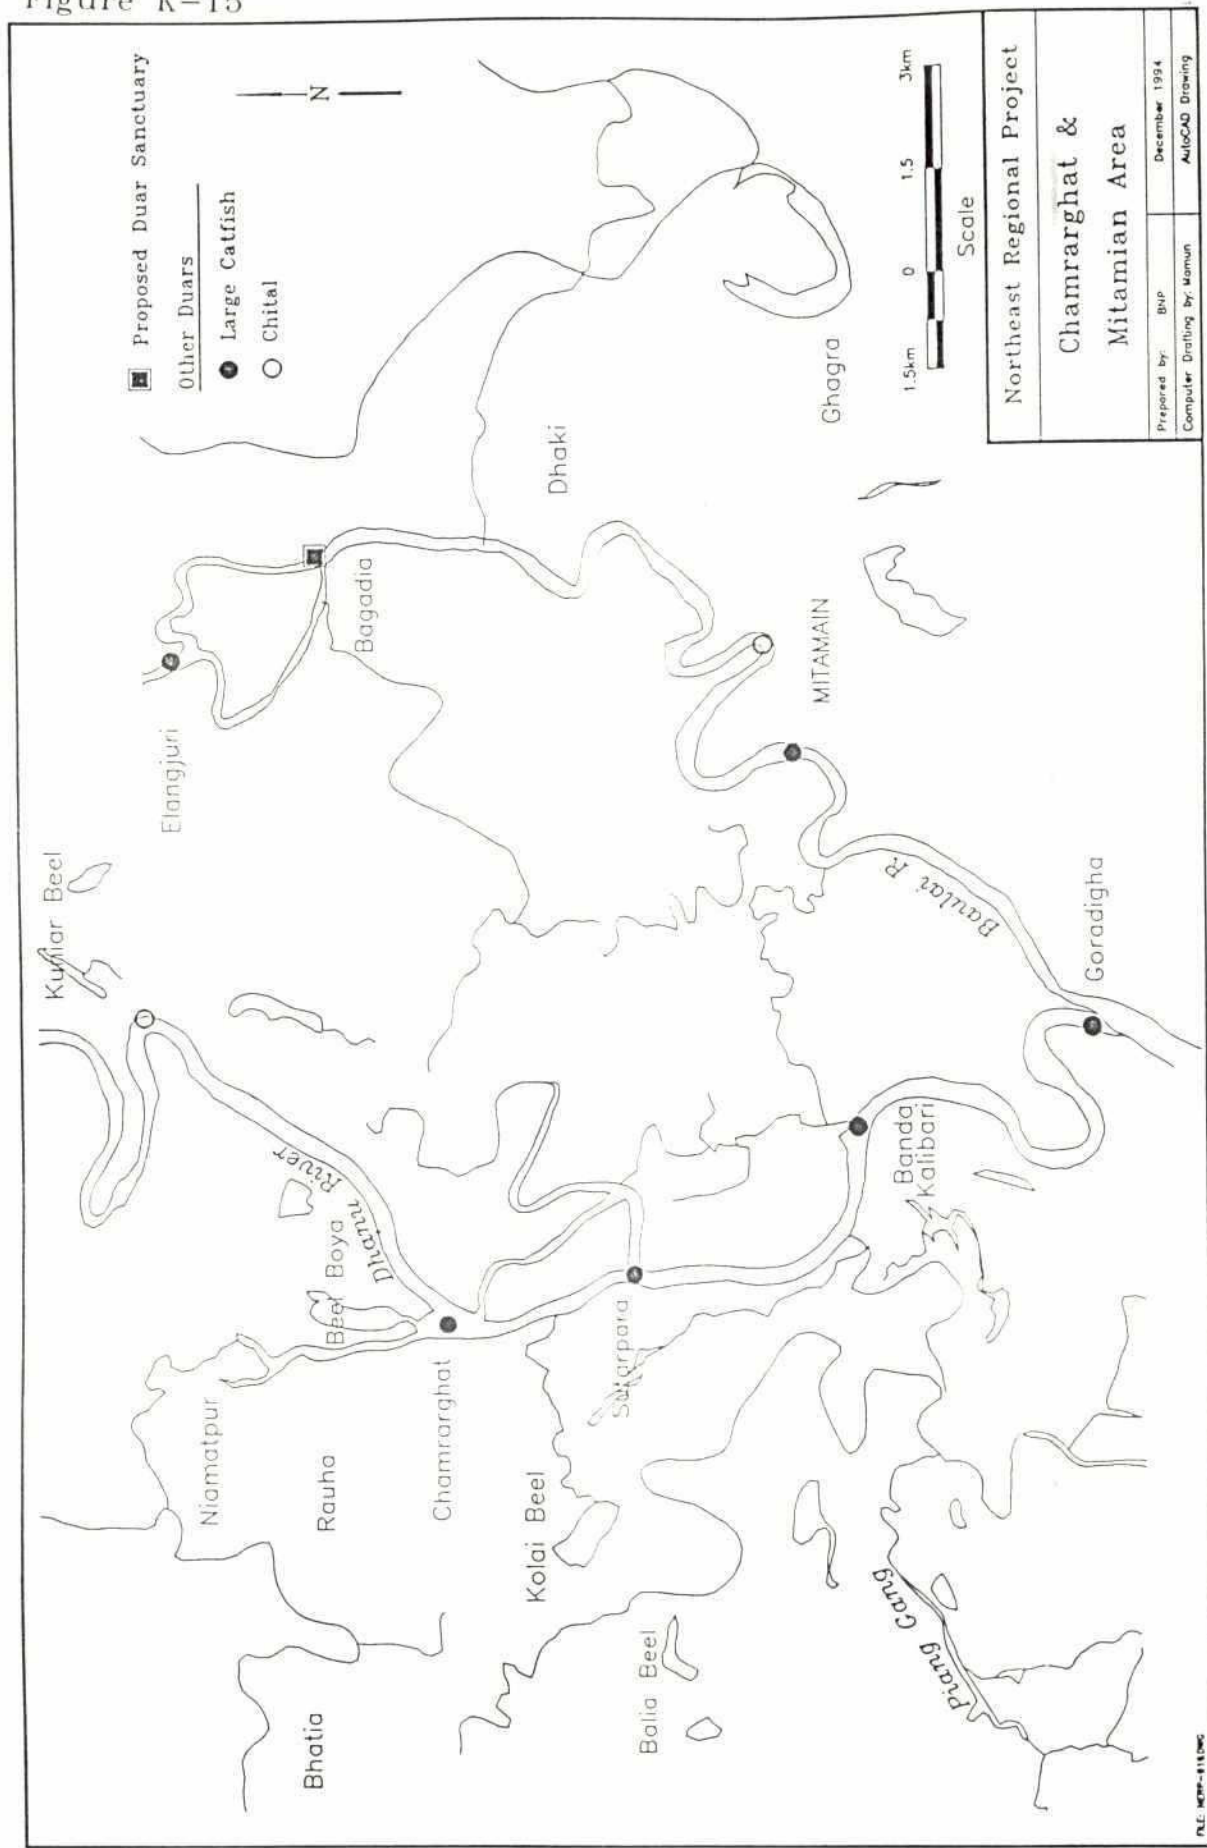 Figure K-15
Proposed Duar Sanctuary
Other Duars
Large Catfish
Chital
N
Kuniar Beel
Elangjuri
Bagadia
Dhaki
Ghagra
MITAMAIN
Baulai R
Goradigha
Dhanu River
Beel Boya
Niamatpur
Rauha
Chamrarghat
Sutarpara
Banda
Kalibari
Kolai Beel
Bhatia
Balia Beel
Piang Gang
1.5km 0 1.5 3km
Scale
Northeast Regional Project
Chamrarghat &
Mitamian Area
Prepared by: BNP December 1994
Computer Drafting by: Mamun AutoCAD Drawing